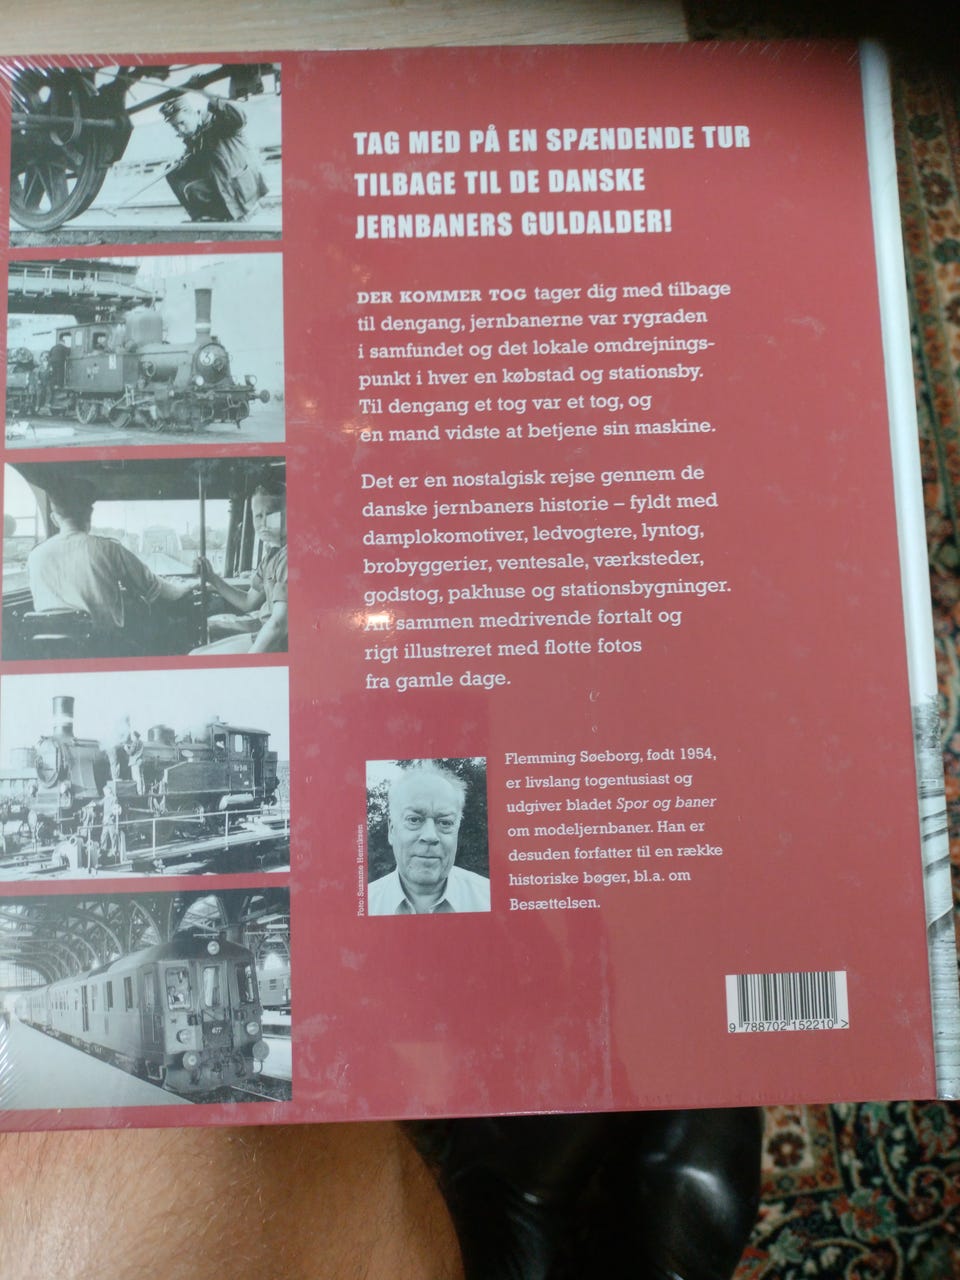 TAG MED PÅ EN SPÆNDENDE TUR
TILBAGE TIL DE DANSKE
JERNBANERS GULDALDER!
DER KOMMER TOG tager dig med tilbage
til dengang, jernbanerne var rygraden
i samfundet og det lokale omdrejnings-
punkt i hver en købstad og stationsby.
Til dengang et tog var et tog, og
en mand vidste at betjene sin maskine.
Det er en nostalgisk rejse gennem de
danske jernbaners historie – fyldt med
damplokomotiver, ledvogtere, lyntog,
brobyggerier, ventesale, værksteder,
godstog, pakhuse og stationsbygninger.
Alt sammen medrivende fortalt og
rigt illustreret med flotte fotos
fra gamle dage.
Foto: Susanne Henriksen
Flemming Søeborg, født 1954,
er livslang togentusiast og
udgiver bladet Spor og baner
om modeljernbaner. Han er
desuden forfatter til en række
historiske bøger, bl.a. om
Besættelsen.
9 788702 152210 >
677